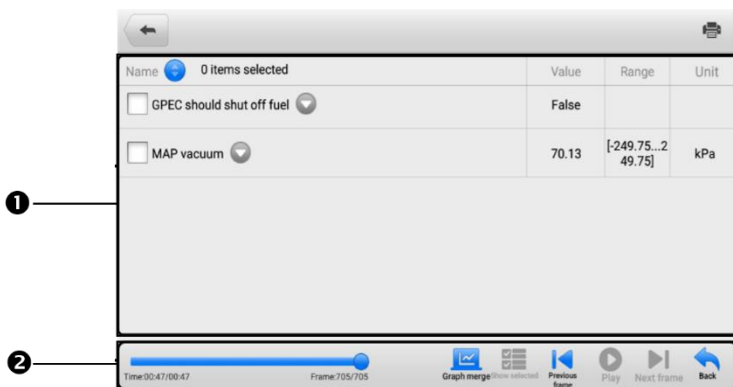 Name 0 items selected Value Range Unit
GPEC should shut off fuel False
MAP vacuum 70.13 [-249.75...2
49.75] kPa
❶
❷
Time:00:47/00:47 Frame:705/705 Graph merge Show selected Previous
frame Play Next frame Back